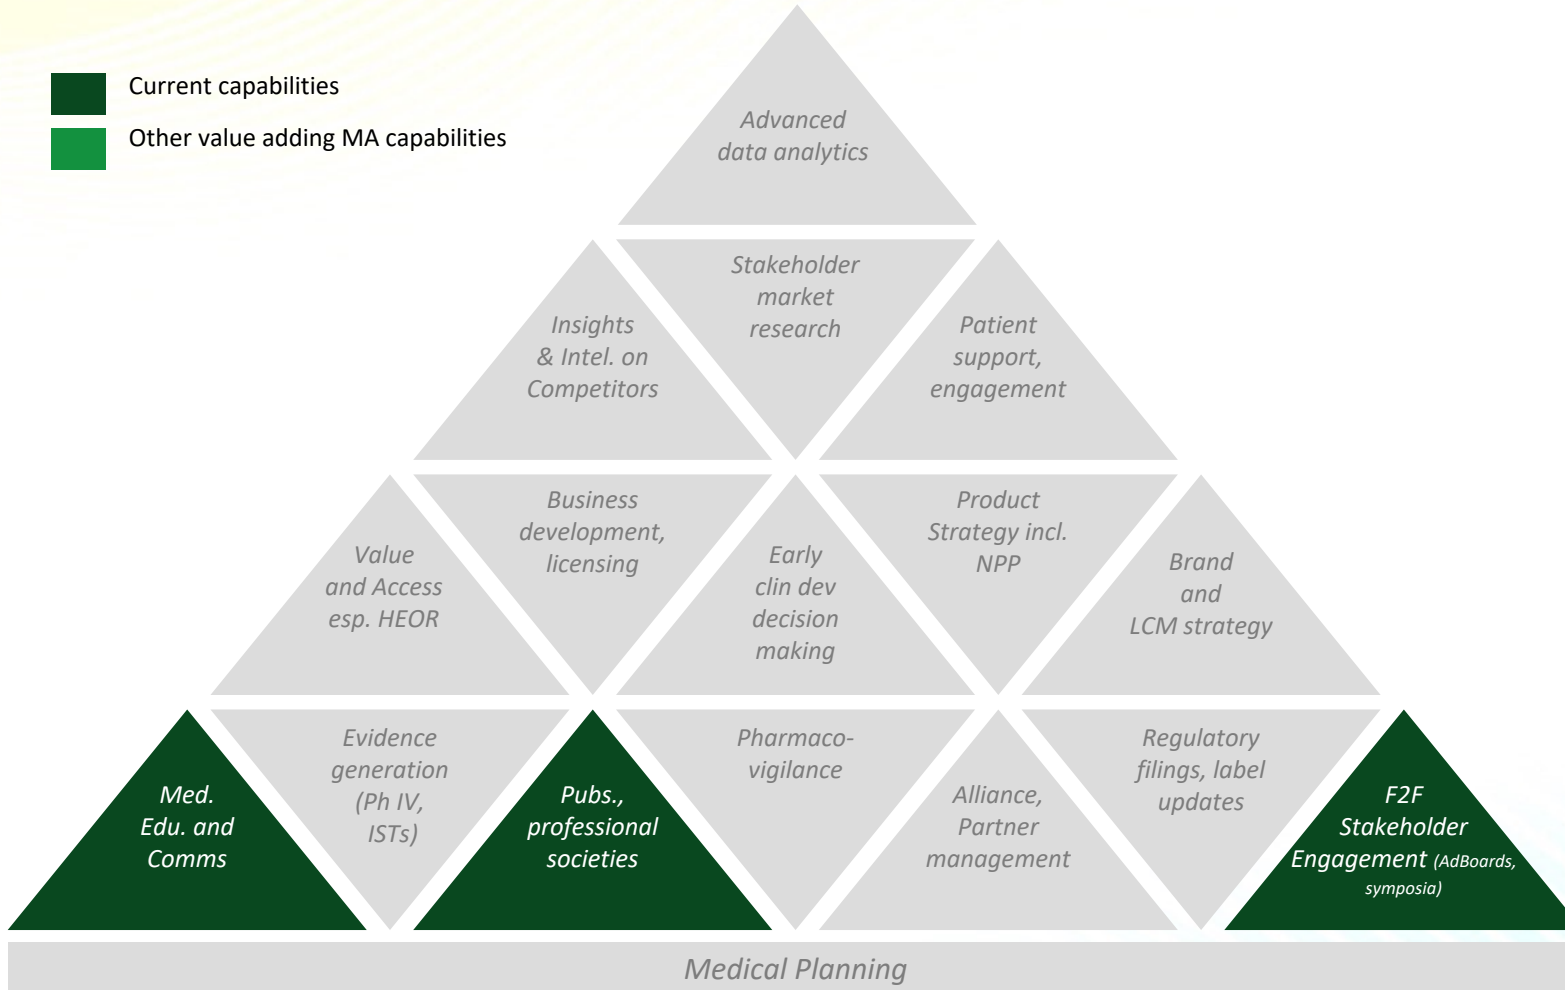 Current capabilities
Other value adding MA capabilities
Advanced
data analytics
Stakeholder
market
research
Insights
& Intel. on
Competitors
Patient
support,
engagement
Business
development,
licensing
Product
Strategy incl.
NPP
Value
and Access
esp. HEOR
Early
clin dev
decision
making
Brand
and
LCM strategy
Evidence
generation
(Ph IV,
ISTs)
Pharmaco-
vigilance
Regulatory
filings, label
updates
Med.
Edu. and
Comms
Pubs.,
professional
societies
Alliance,
Partner
management
F2F
Stakeholder
Engagement (AdBoards,
symposia)
Medical Planning